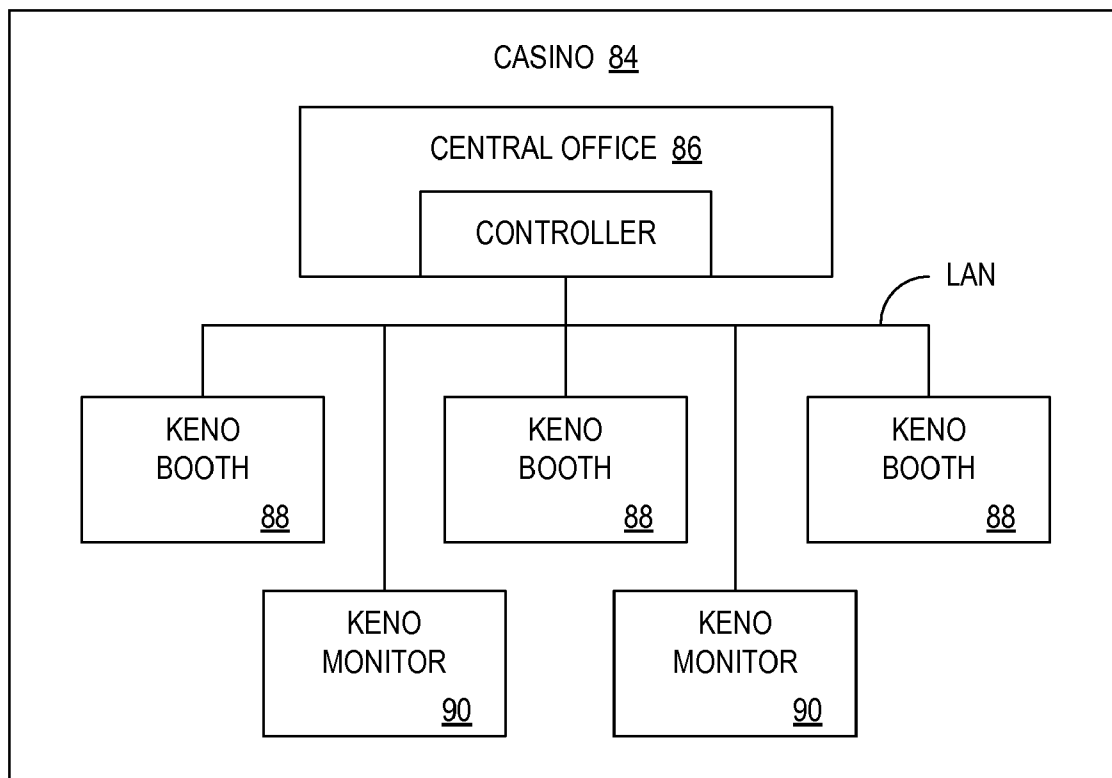 CASINO 84
CENTRAL OFFICE 86
CONTROLLER
LAN
KENO
BOOTH
88
KENO
BOOTH
88
KENO
BOOTH
88
KENO
MONITOR
90
KENO
MONITOR
90